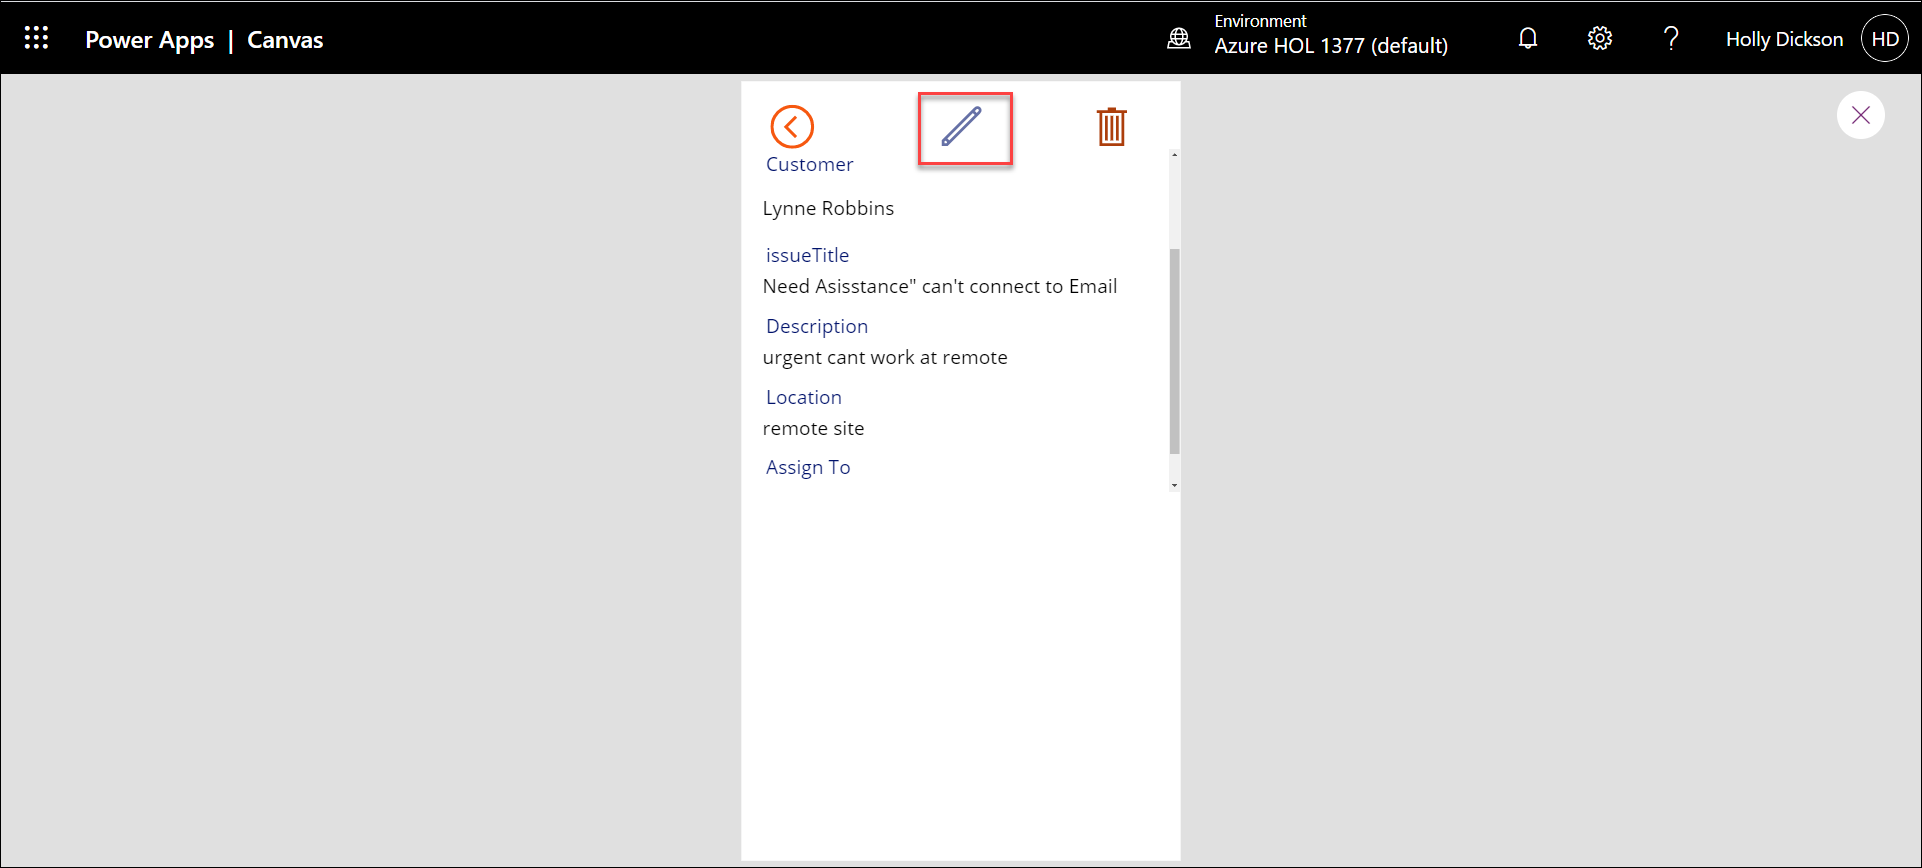 Power Apps | Canvas
Environment
Azure HOL 1377 (default)
Holly Dickson
HD
Customer
Lynne Robbins
issueTitle
Need Asisstance" can't connect to Email
Description
urgent cant work at remote
Location
remote site
Assign To